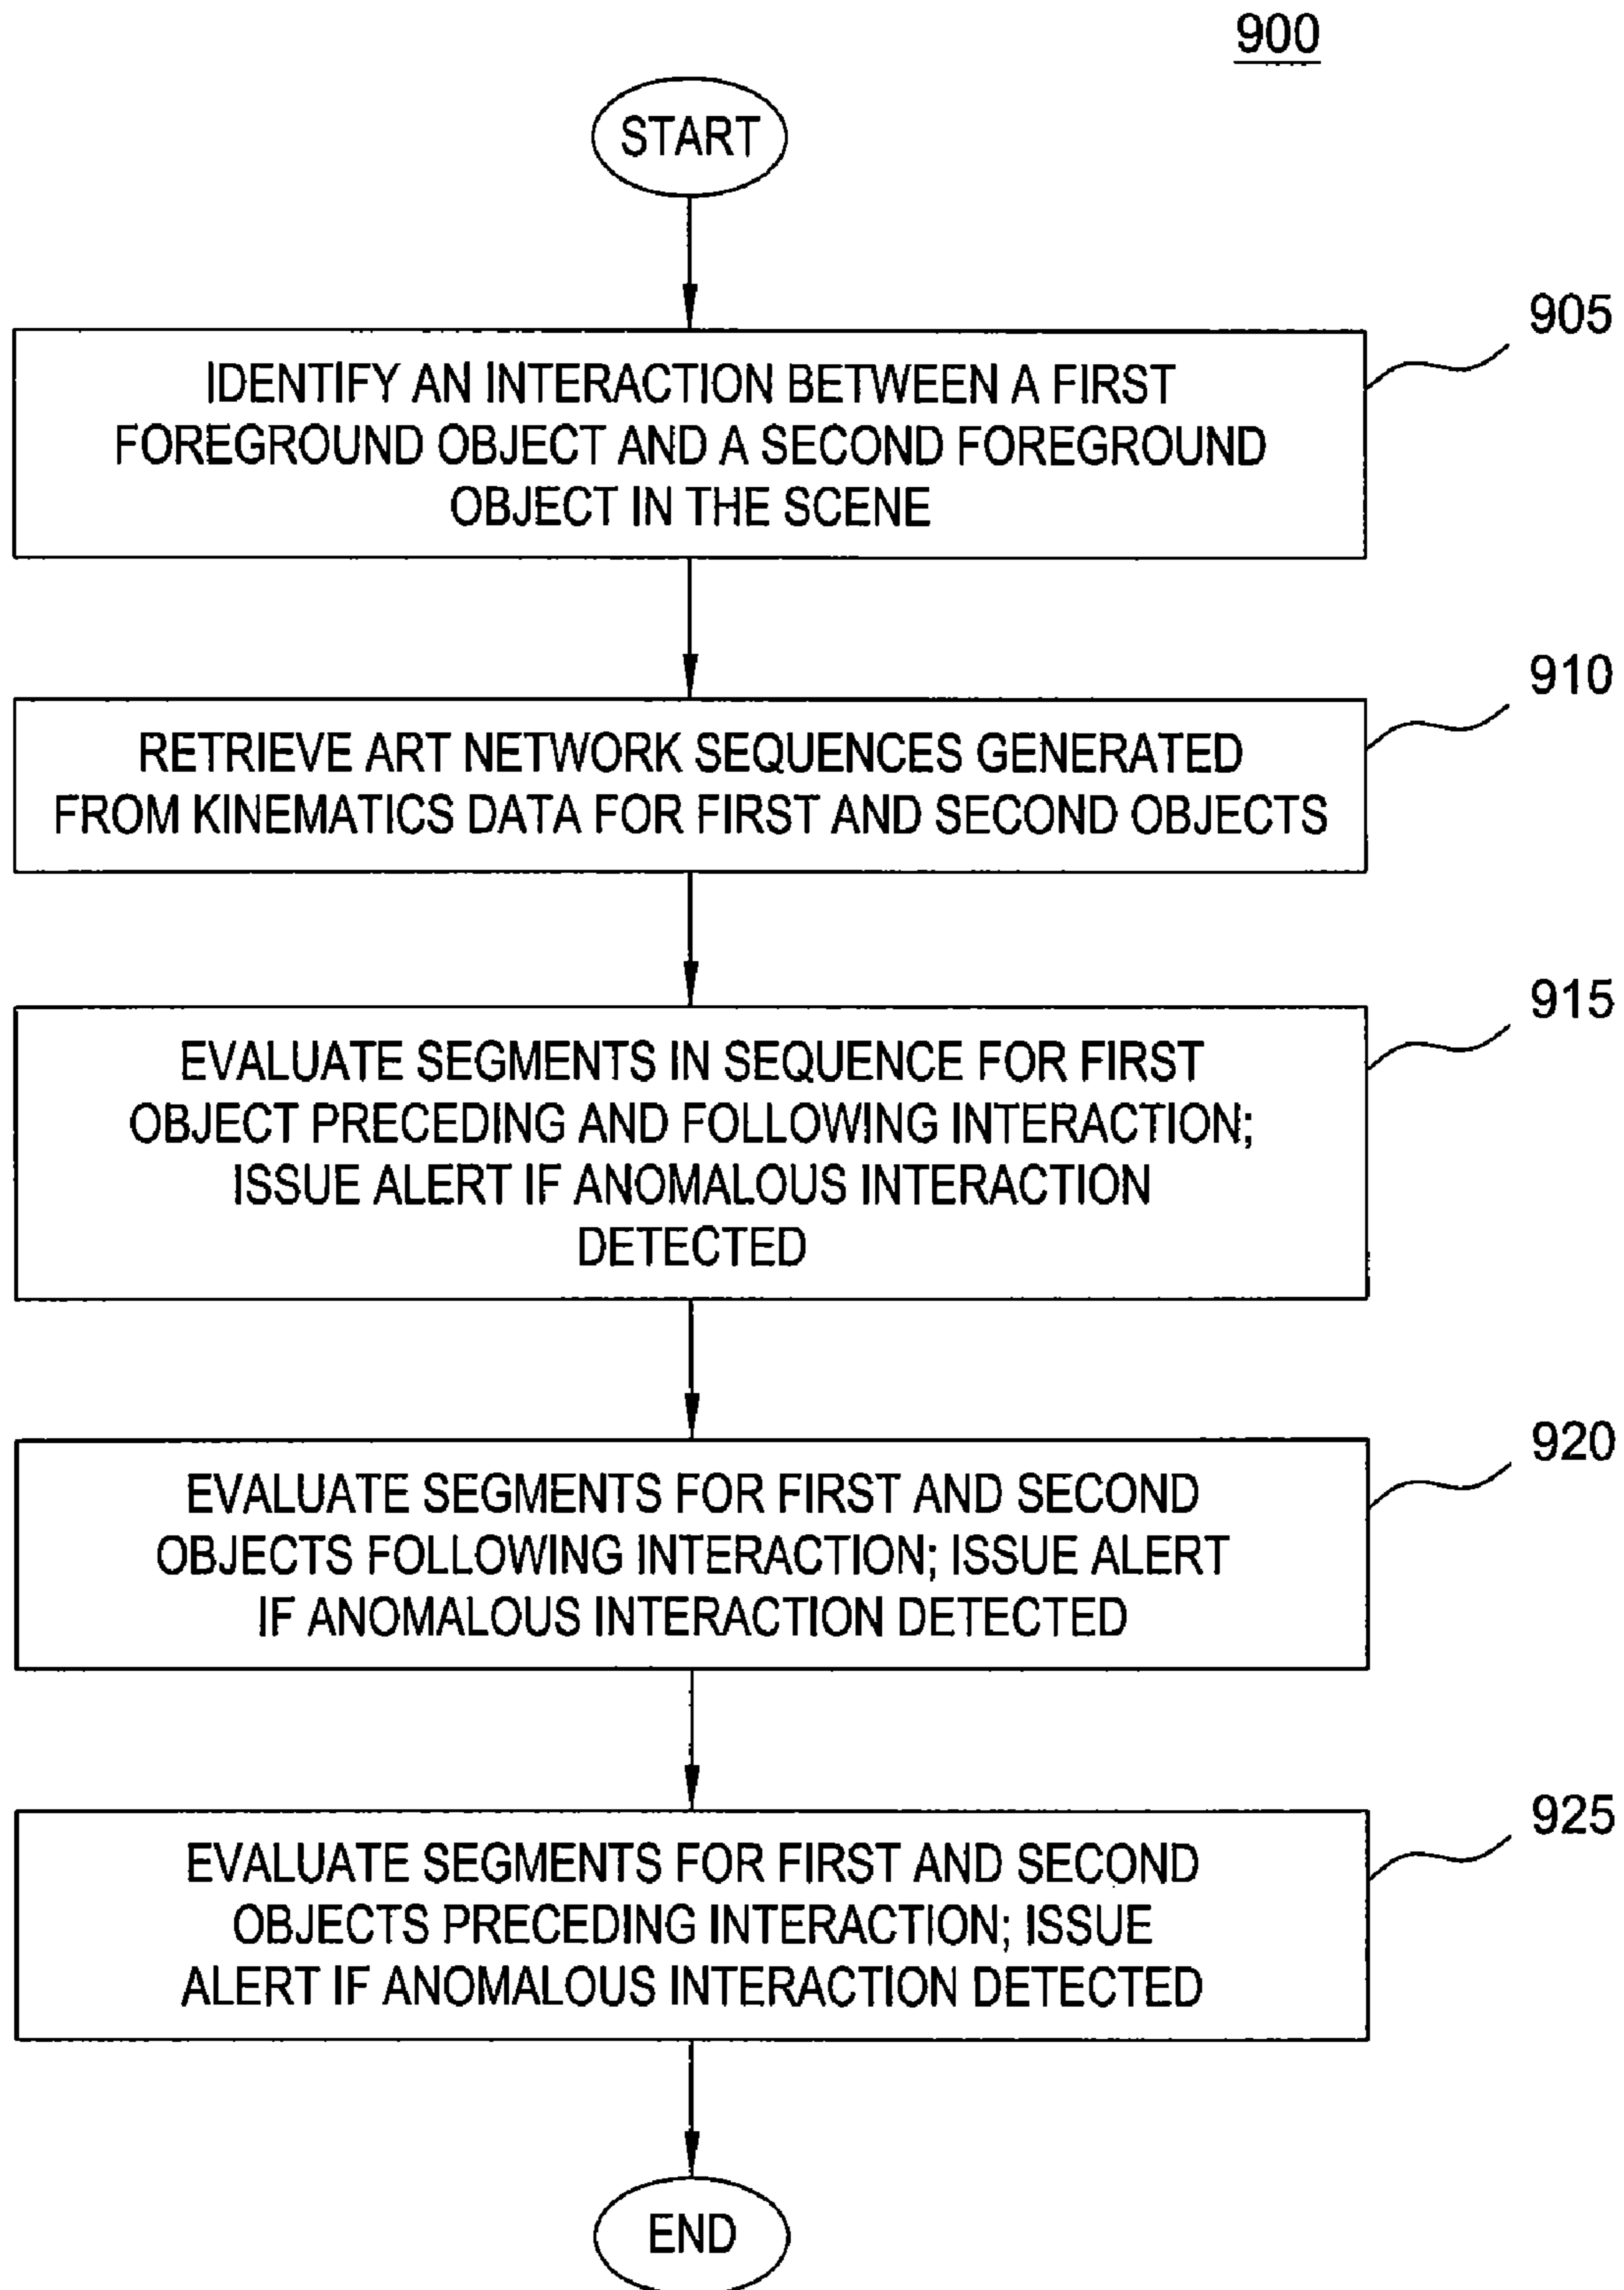 900
START
905
IDENTIFY AN INTERACTION BETWEEN A FIRST
FOREGROUND OBJECT AND A SECOND FOREGROUND
OBJECT IN THE SCENE
910
RETRIEVE ART NETWORK SEQUENCES GENERATED
FROM KINEMATICS DATA FOR FIRST AND SECOND OBJECTS
915
EVALUATE SEGMENTS IN SEQUENCE FOR FIRST
OBJECT PRECEDING AND FOLLOWING INTERACTION;
ISSUE ALERT IF ANOMALOUS INTERACTION
DETECTED
920
EVALUATE SEGMENTS FOR FIRST AND SECOND
OBJECTS FOLLOWING INTERACTION; ISSUE ALERT
IF ANOMALOUS INTERACTION DETECTED
925
EVALUATE SEGMENTS FOR FIRST AND SECOND
OBJECTS PRECEDING INTERACTION; ISSUE
ALERT IF ANOMALOUS INTERACTION DETECTED
END